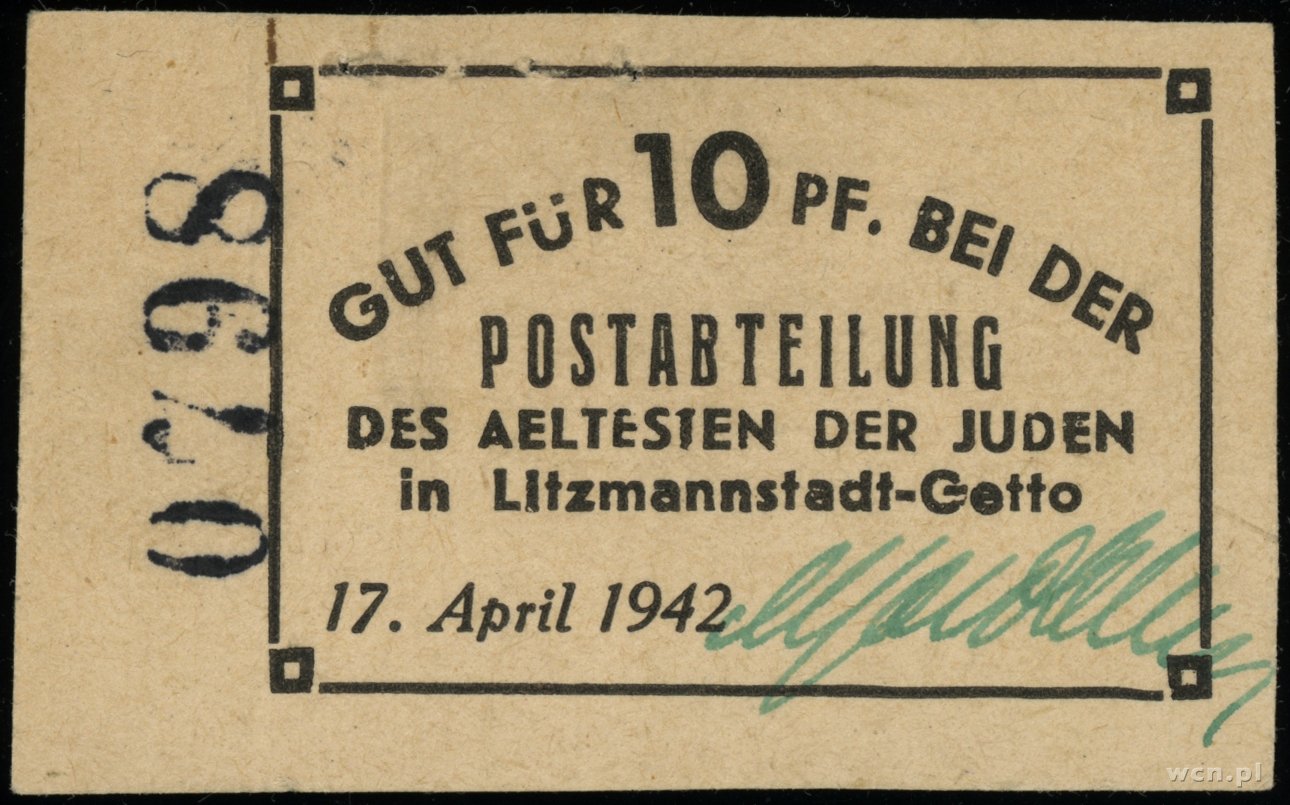 GUT FÜR 10 PF. BEI DER
POSTABTEILUNG
DES AELTESTEN DER JUDEN
in Litzmannstadt-Getto
17. April 1942
0798
wcn.pl